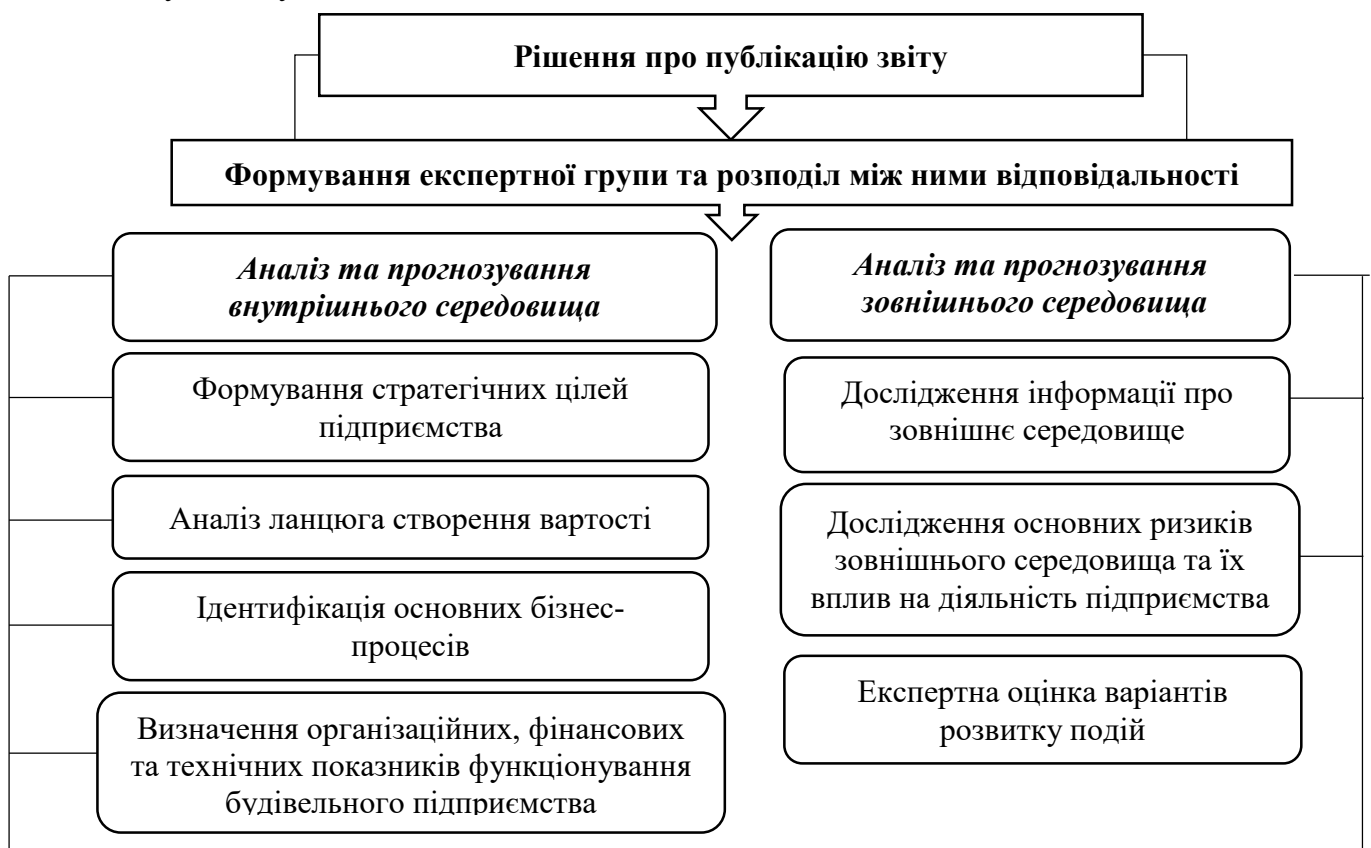 Рішення про публікацію звіту
Формування експертної групи та розподіл між ними відповідальності
Аналіз та прогнозування
внутрішнього середовища
Формування стратегічних цілей
підприємства
Аналіз ланцюга створення вартості
Ідентифікація основних бізнес-
процесів
Визначення організаційних, фінансових
та технічних показників функціонування
будівельного підприємства
Аналіз та прогнозування
зовнішнього середовища
Дослідження інформації про
зовнішнє середовище
Дослідження основних ризиків
зовнішнього середовища та їх
вплив на діяльність підприємства
Експертна оцінка варіантів
розвитку подій